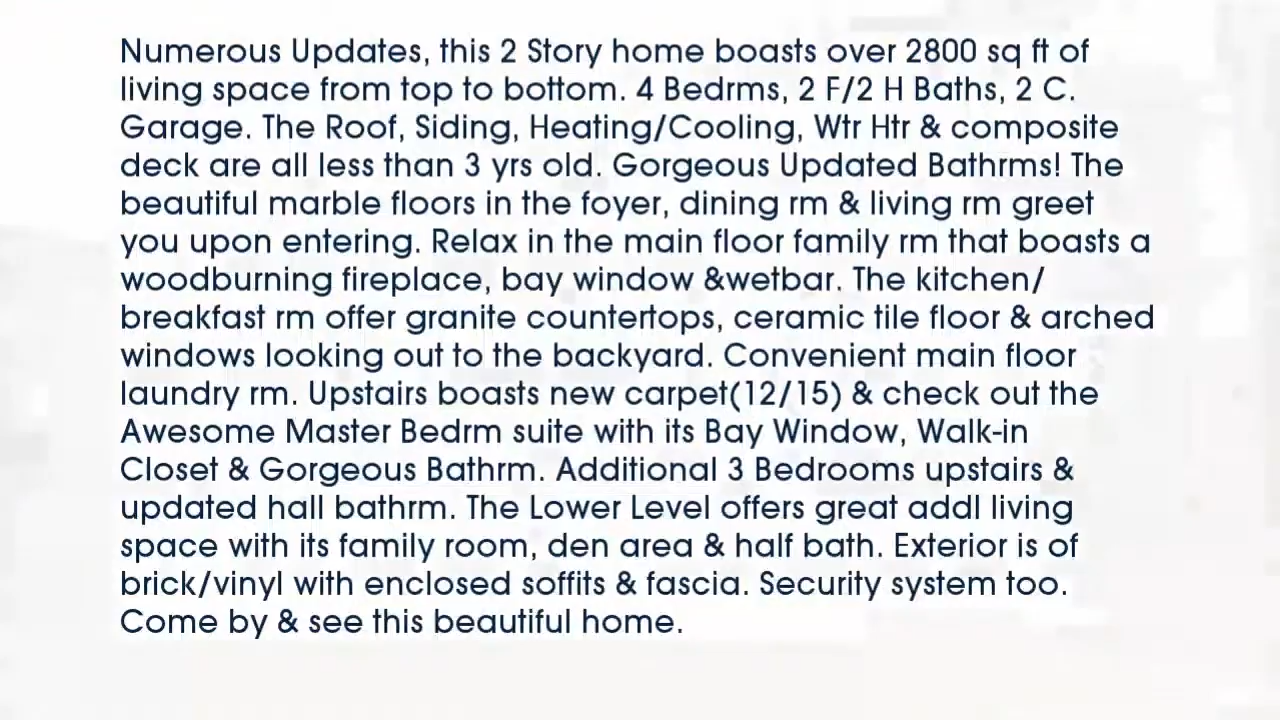 Numerous Updates, this 2 Story home boasts over 2800 sq ft of
living space from top to bottom. 4 Bedrms, 2 F/2 H Baths, 2 C.
Garage. The Roof, Siding, Heating/Cooling, Wtr Htr & composite
deck are all less than 3 yrs old. Gorgeous Updated Bathrms! The
beautiful marble floors in the foyer, dining rm & living rm greet
you upon entering. Relax in the main floor family rm that boasts a
woodburning fireplace, bay window &wetbar. The kitchen/
breakfast rm offer granite countertops, ceramic tile floor & arched
windows looking out to the backyard. Convenient main floor
laundry rm. Upstairs boasts new carpet(12/15) & check out the
Awesome Master Bedrm suite with its Bay Window, Walk-in
Closet & Gorgeous Bathrm. Additional 3 Bedrooms upstairs &
updated hall bathrm. The Lower Level offers great addl living
space with its family room, den area & half bath. Exterior is of
brick/vinyl with enclosed soffits & fascia. Security system too.
Come by & see this beautiful home.